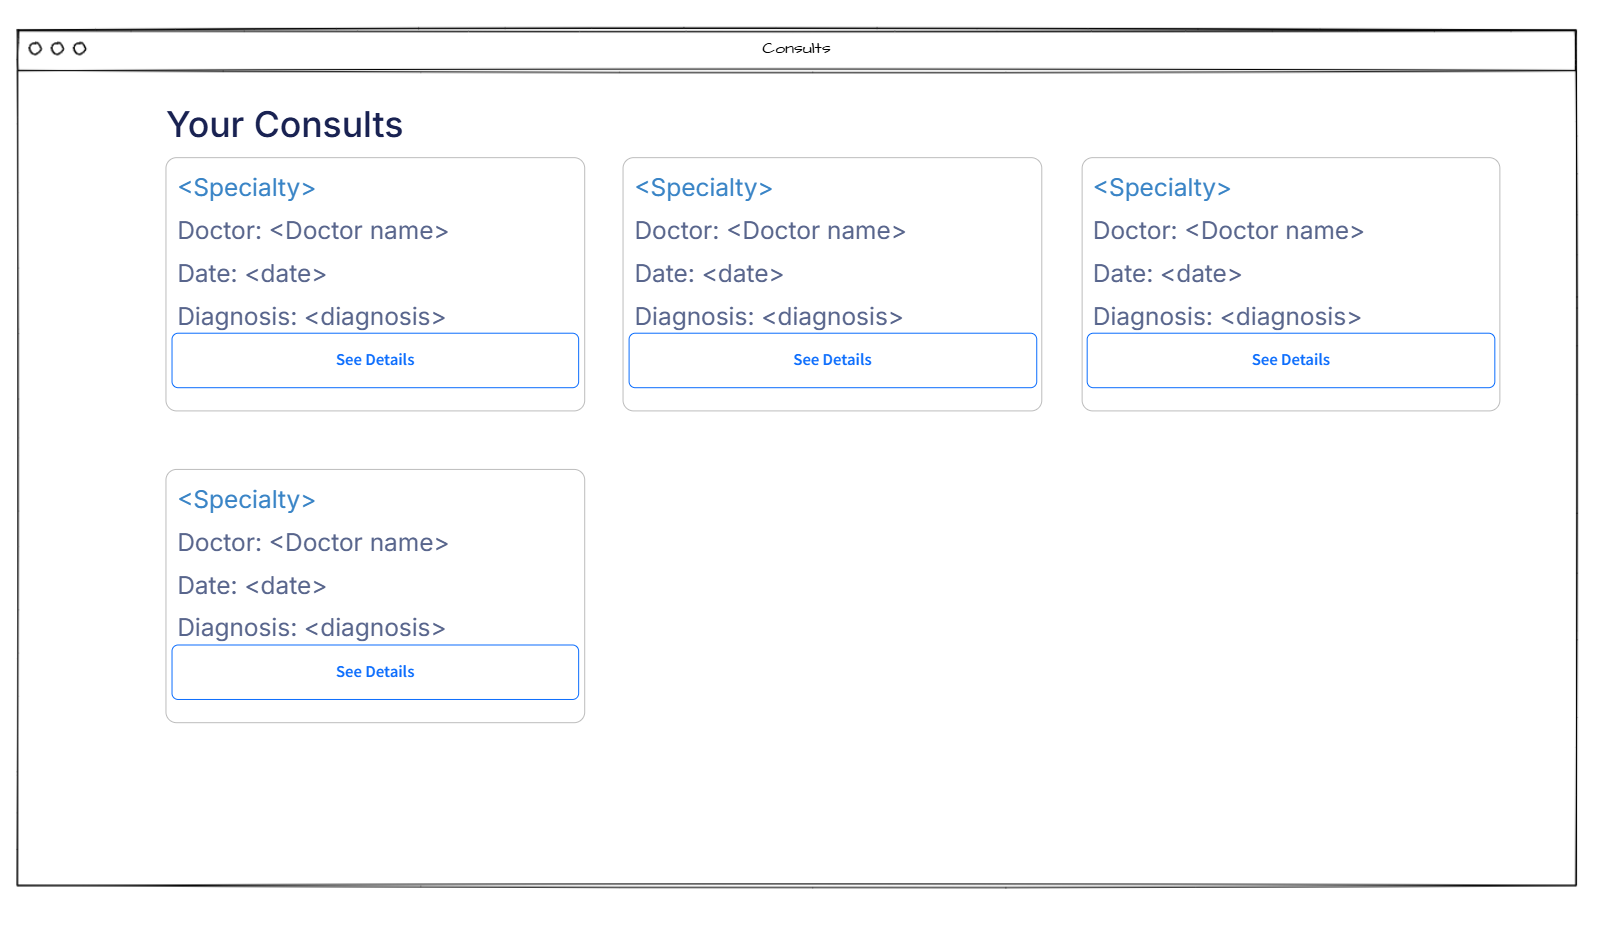 Consults
Your Consults
<Specialty>
Doctor: <Doctor name>
Date: <date>
Diagnosis: <diagnosis>
See Details
<Specialty>
Doctor: <Doctor name>
Date: <date>
Diagnosis: <diagnosis>
See Details
<Specialty>
Doctor: <Doctor name>
Date: <date>
Diagnosis: <diagnosis>
See Details
<Specialty>
Doctor: <Doctor name>
Date: <date>
Diagnosis: <diagnosis>
See Details